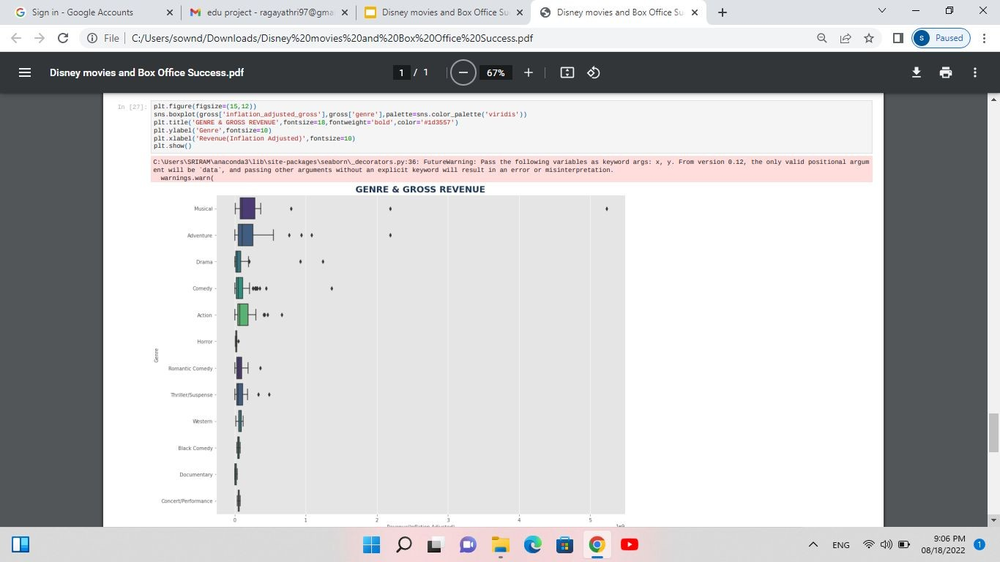 Sign in - Google Accounts
edu project - ragayathri97@gma
Disney movies and Box Office Su
Disney movies and Box Office Su
File
C:/Users/sownd/Downloads/Disney%20movies%20and%20Box%20Office%20Success.pdf
S
Paused
Disney movies and Box Office Success.pdf
1 / 1
67%
In [27]:
plt.figure(figsize=(15,12))
sns.boxplot(gross['inflation_adjusted_gross'],gross['genre'],palette=sns.color_palette('viridis'))
plt.title('GENRE & GROSS REVENUE',fontsize=18,fontweight='bold',color='#1d3557')
plt.ylabel('Genre',fontsize=10)
plt.xlabel('Revenue(Inflation Adjusted)',fontsize=10)
plt.show()
C:\Users\SRIRAM\anaconda3\lib\site-packages\seaborn\_decorators.py:36: FutureWarning: Pass the following variables as keyword args: x, y. From version 0.12, the only valid positional argum
ent will be `data`, and passing other arguments without an explicit keyword will result in an error or misinterpretation.
warnings.warn(
GENRE & GROSS REVENUE
Musical
Adventure
Drama
Comedy
Action
Horror
Genre
Romantic Comedy
Thriller/Suspense
Western
Black Comedy
Documentary
Concert/Performance
0 1 2 3 4 5
Revenue(Inflation Adjusted)
1e9
ENG
9:06 PM
08/18/2022
1